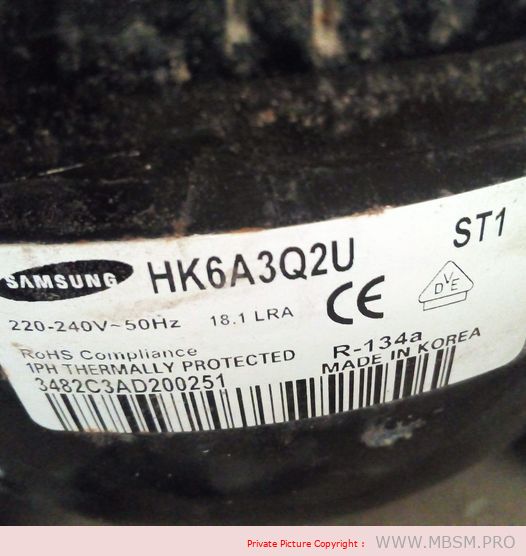 ST1
SAMSUNG HK6A3Q2U
CE
DVE
220-240V~50Hz 18.1 LRA
RoHS Compliance R-134a
1PH THERMALLY PROTECTED MADE IN KOREA
3482C3AD200251
Private Picture Copyright : WWW.MBSM.PRO